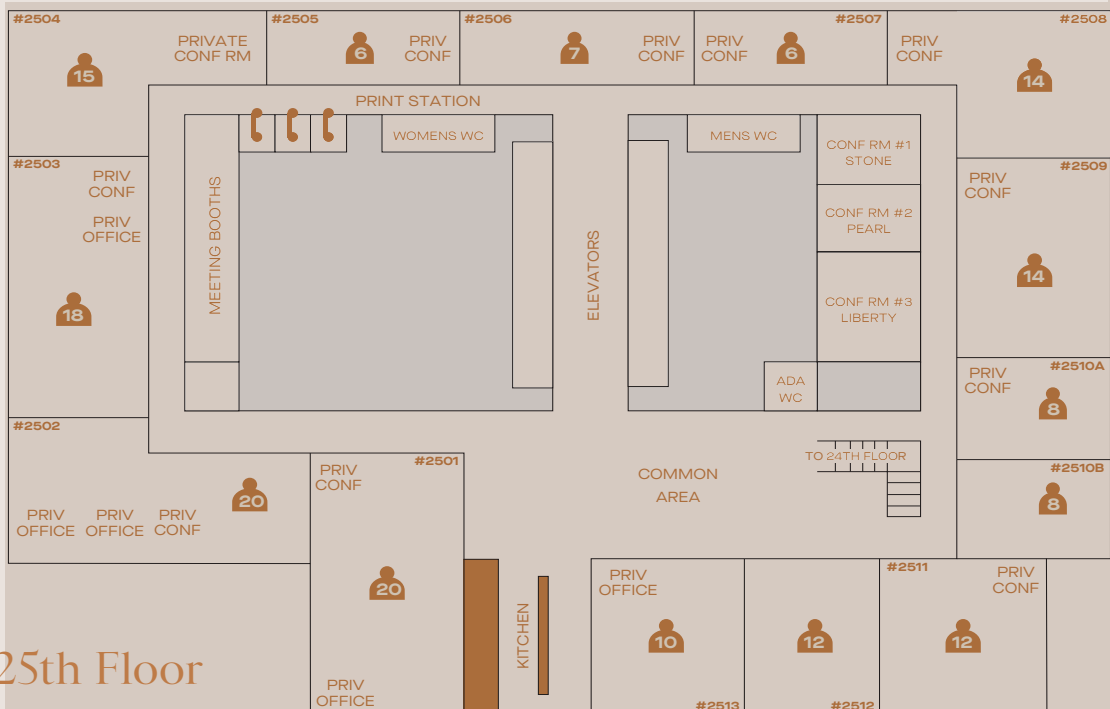 #2504
PRIVATE
CONF RM
15
#2505
6
PRIV
CONF
#2506
7
PRIV
CONF
#2507
PRIV
CONF
6
#2508
PRIV
CONF
14
PRINT STATION
WOMENS WC
MENS WC
CONF RM #1
STONE
CONF RM #2
PEARL
CONF RM #3
LIBERTY
MEETING BOOTHS
ELEVATORS
ADA
WC
#2503
PRIV
CONF
PRIV
OFFICE
18
#2509
PRIV
CONF
14
#2510A
PRIV
CONF
8
#2510B
8
#2502
20
PRIV
OFFICE
PRIV
OFFICE
PRIV
CONF
#2501
PRIV
CONF
20
PRIV
OFFICE
COMMON
AREA
TO 24TH FLOOR
KITCHEN
PRIV
OFFICE
10
#2513
12
#2512
#2511
PRIV
CONF
12
25th Floor